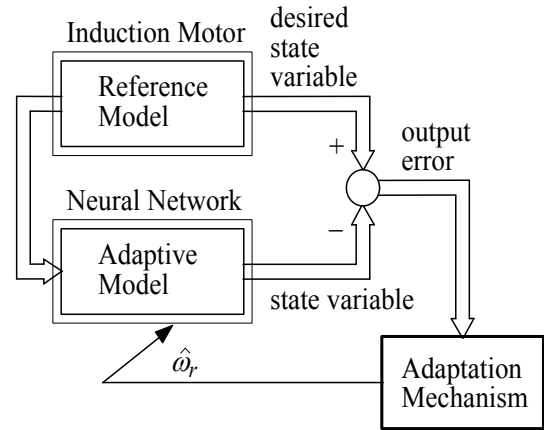 Induction Motor
desired
state
variable
Reference
Model
+
output
error
Neural Network
−
Adaptive
Model
state variable
ω̂r
Adaptation
Mechanism